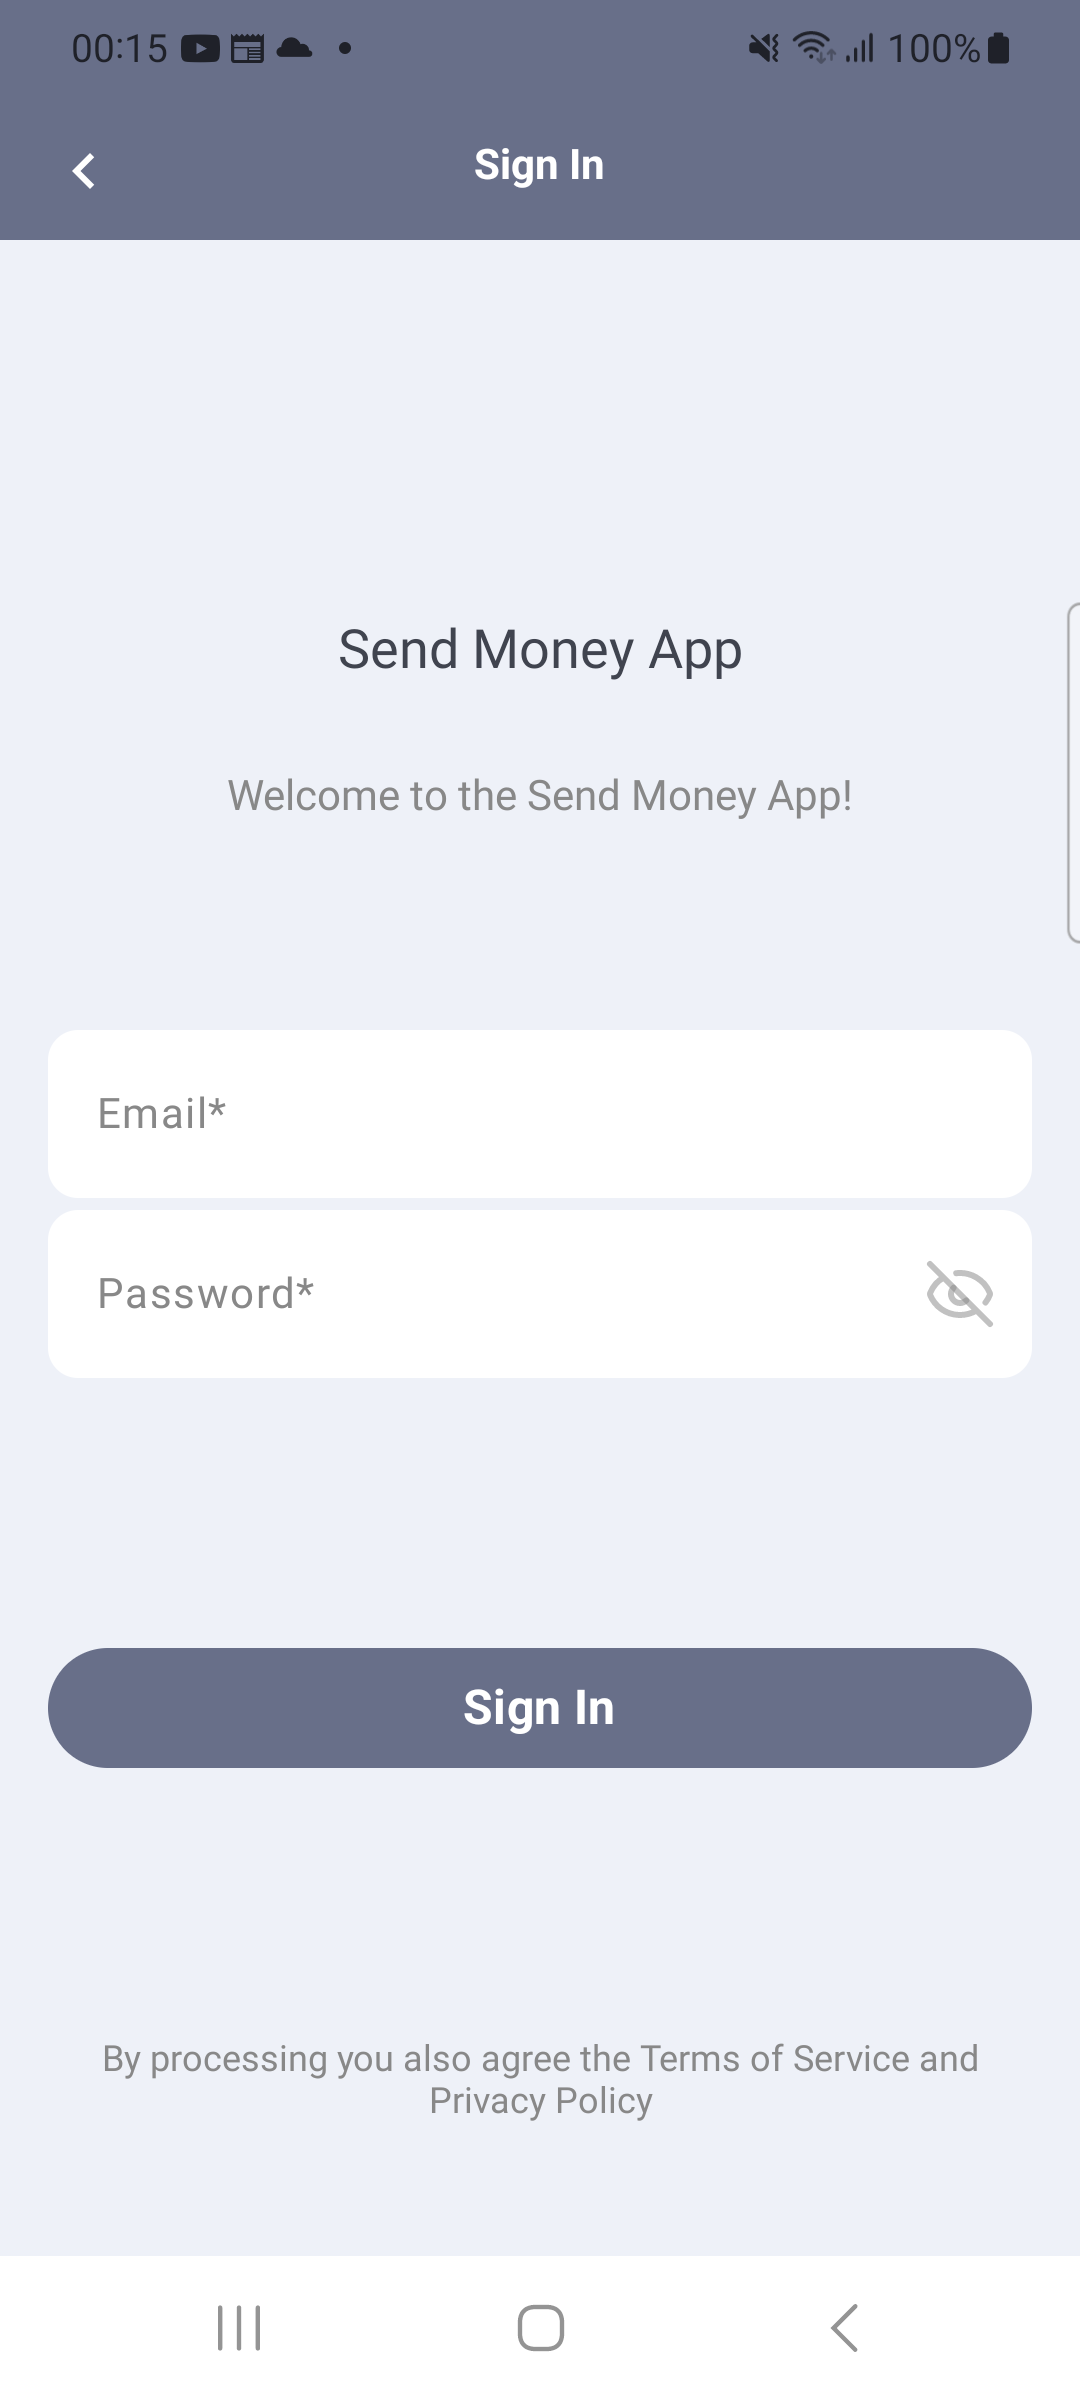 00:15 100%
Sign In
Send Money App
Welcome to the Send Money App!
Email*
Password*
Sign In
By processing you also agree the Terms of Service and
Privacy Policy